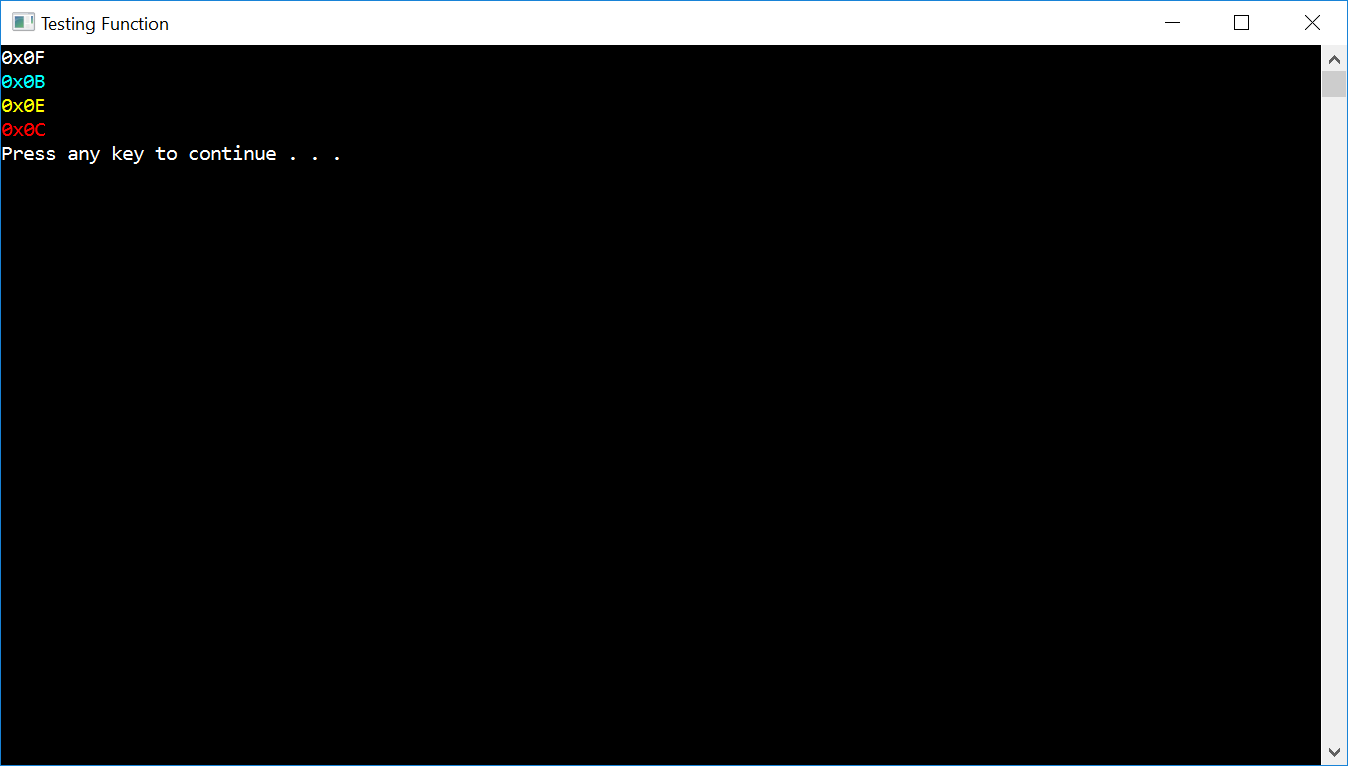 Testing Function
0x0F
0x0B
0x0E
0x0C
Press any key to continue . . .